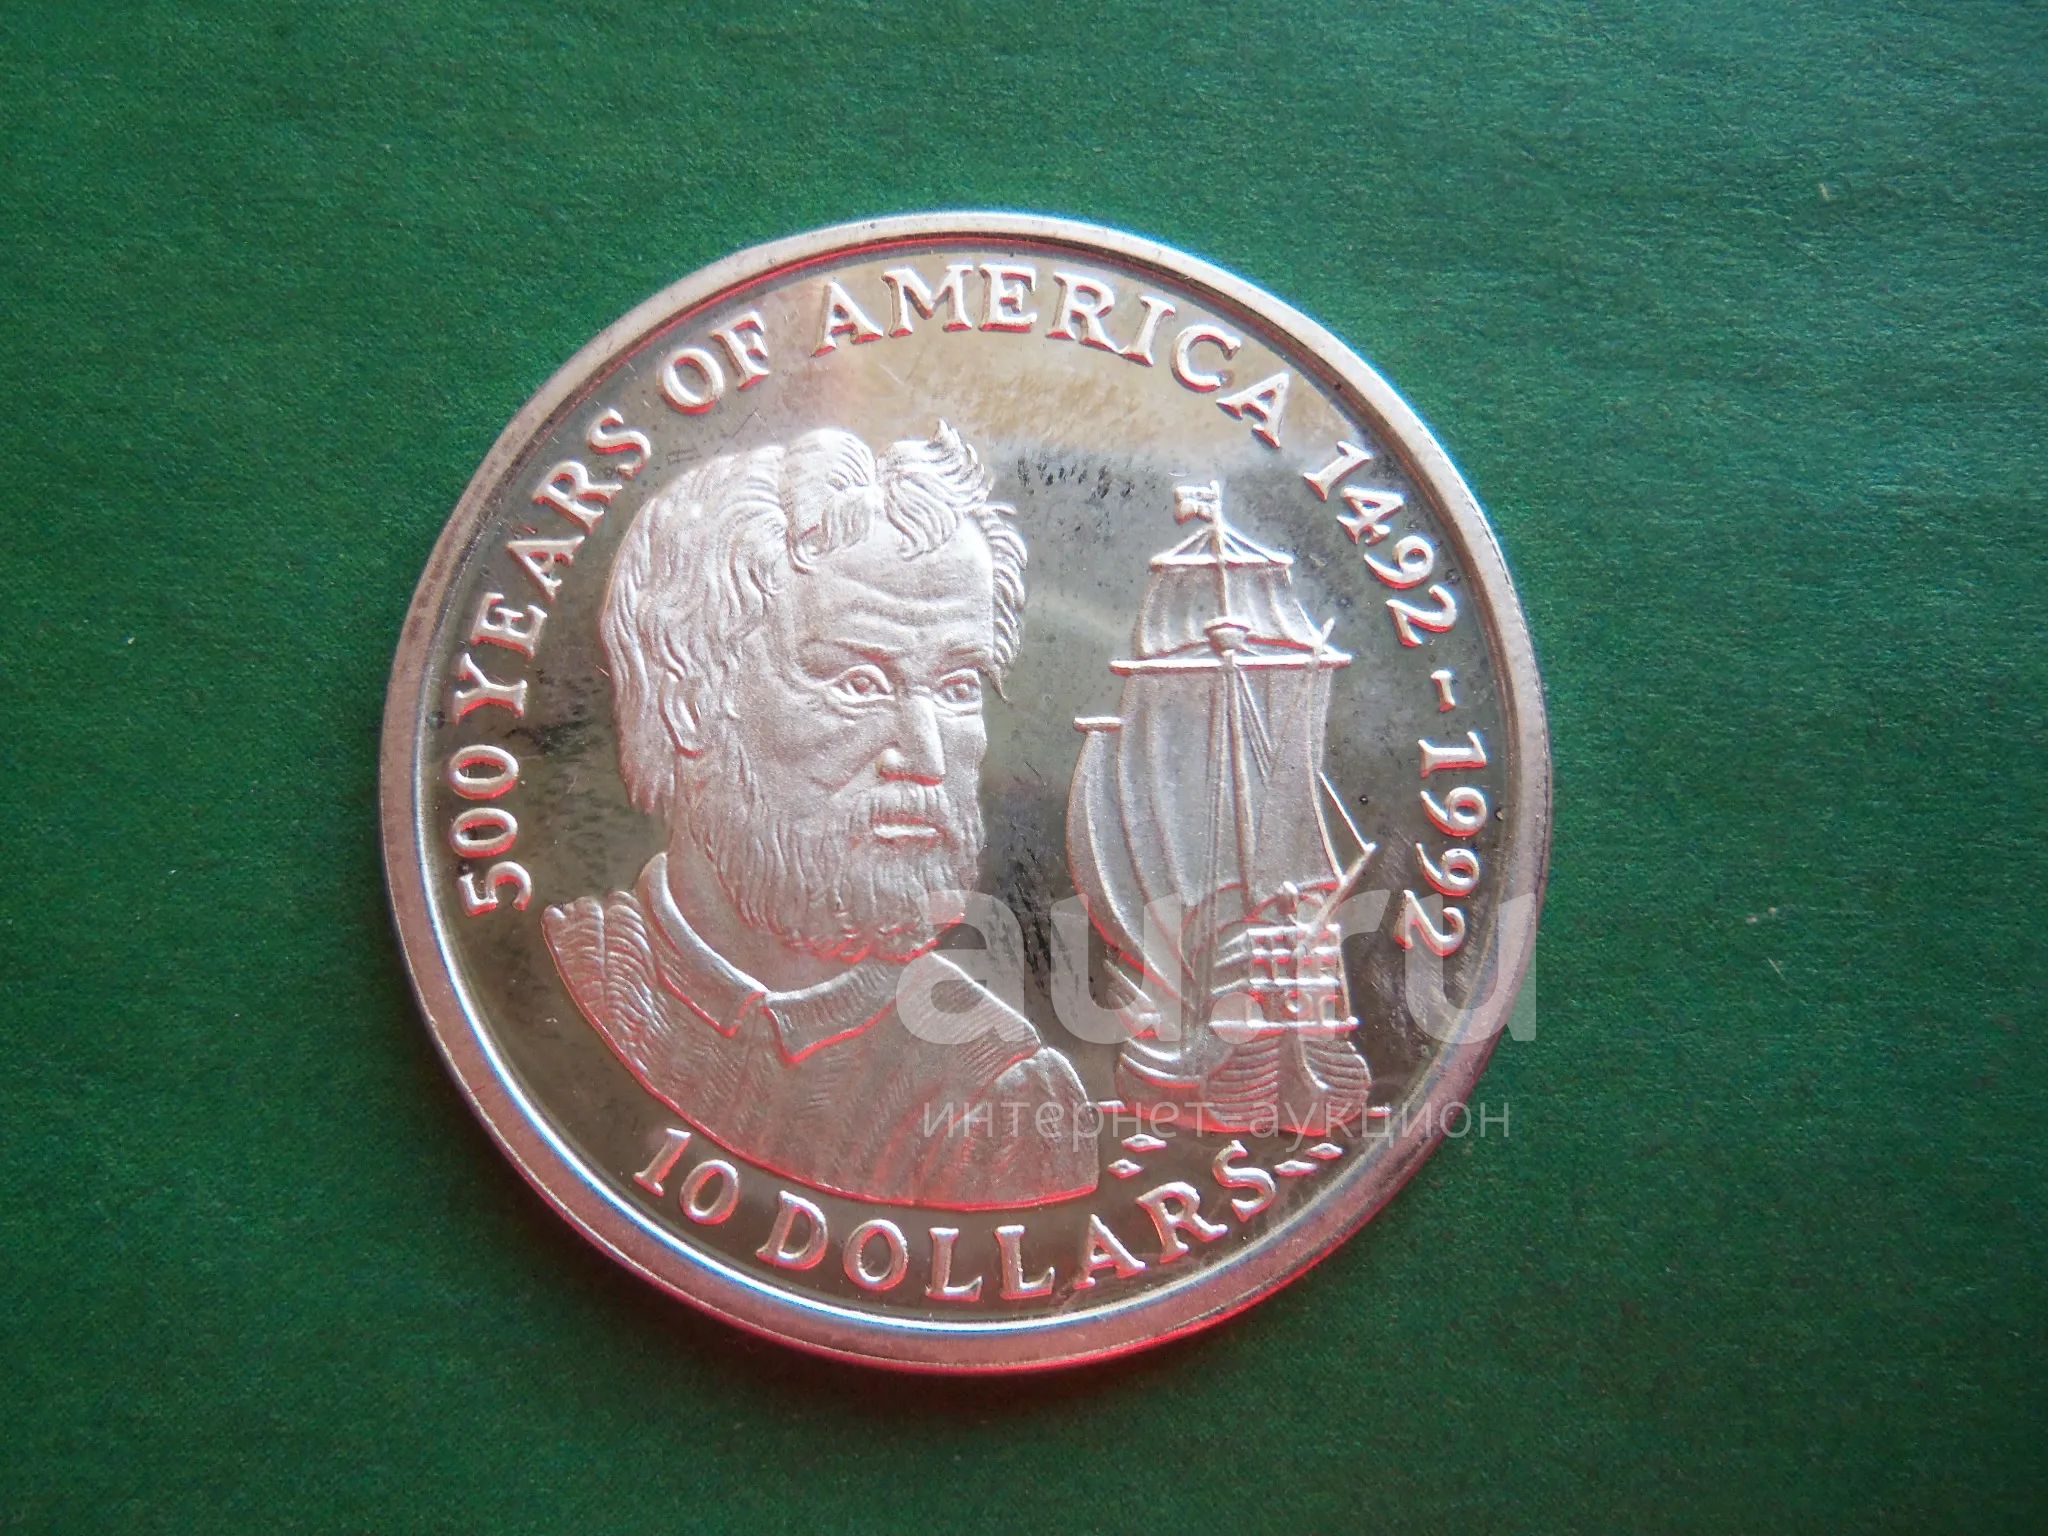 500 YEARS OF AMERICA 1492-1992
10 DOLLARS
au.ru
интернет-аукцион